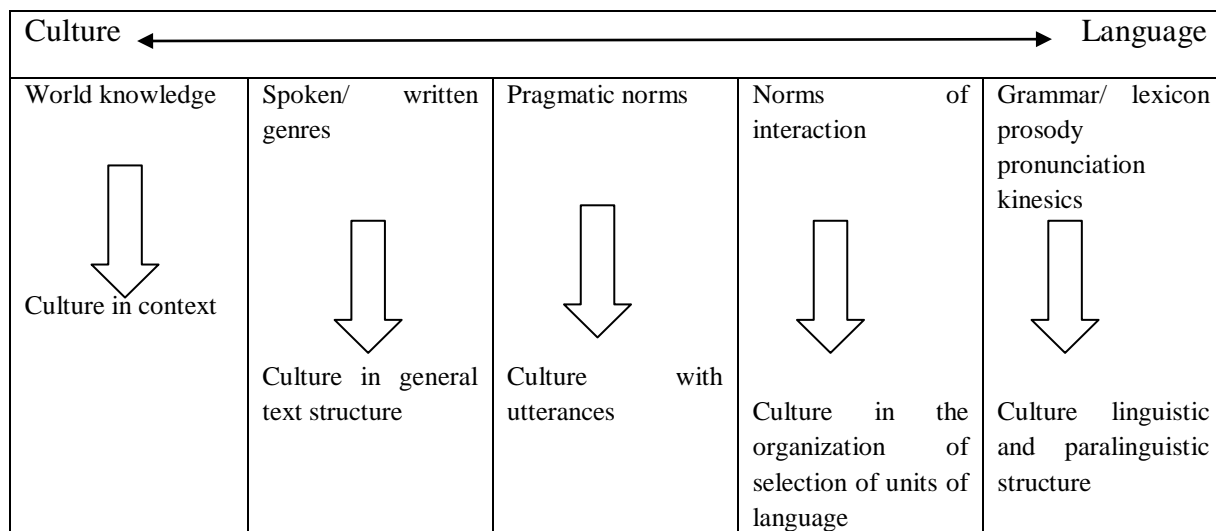 Culture Language
World knowledge
Culture in context
Spoken/ written
genres
Culture in general
text structure
Pragmatic norms
Culture with
utterances
Norms of
interaction
Culture in the
organization of
selection of units of
language
Grammar/ lexicon
prosody
pronunciation
kinesics
Culture linguistic
and paralinguistic
structure